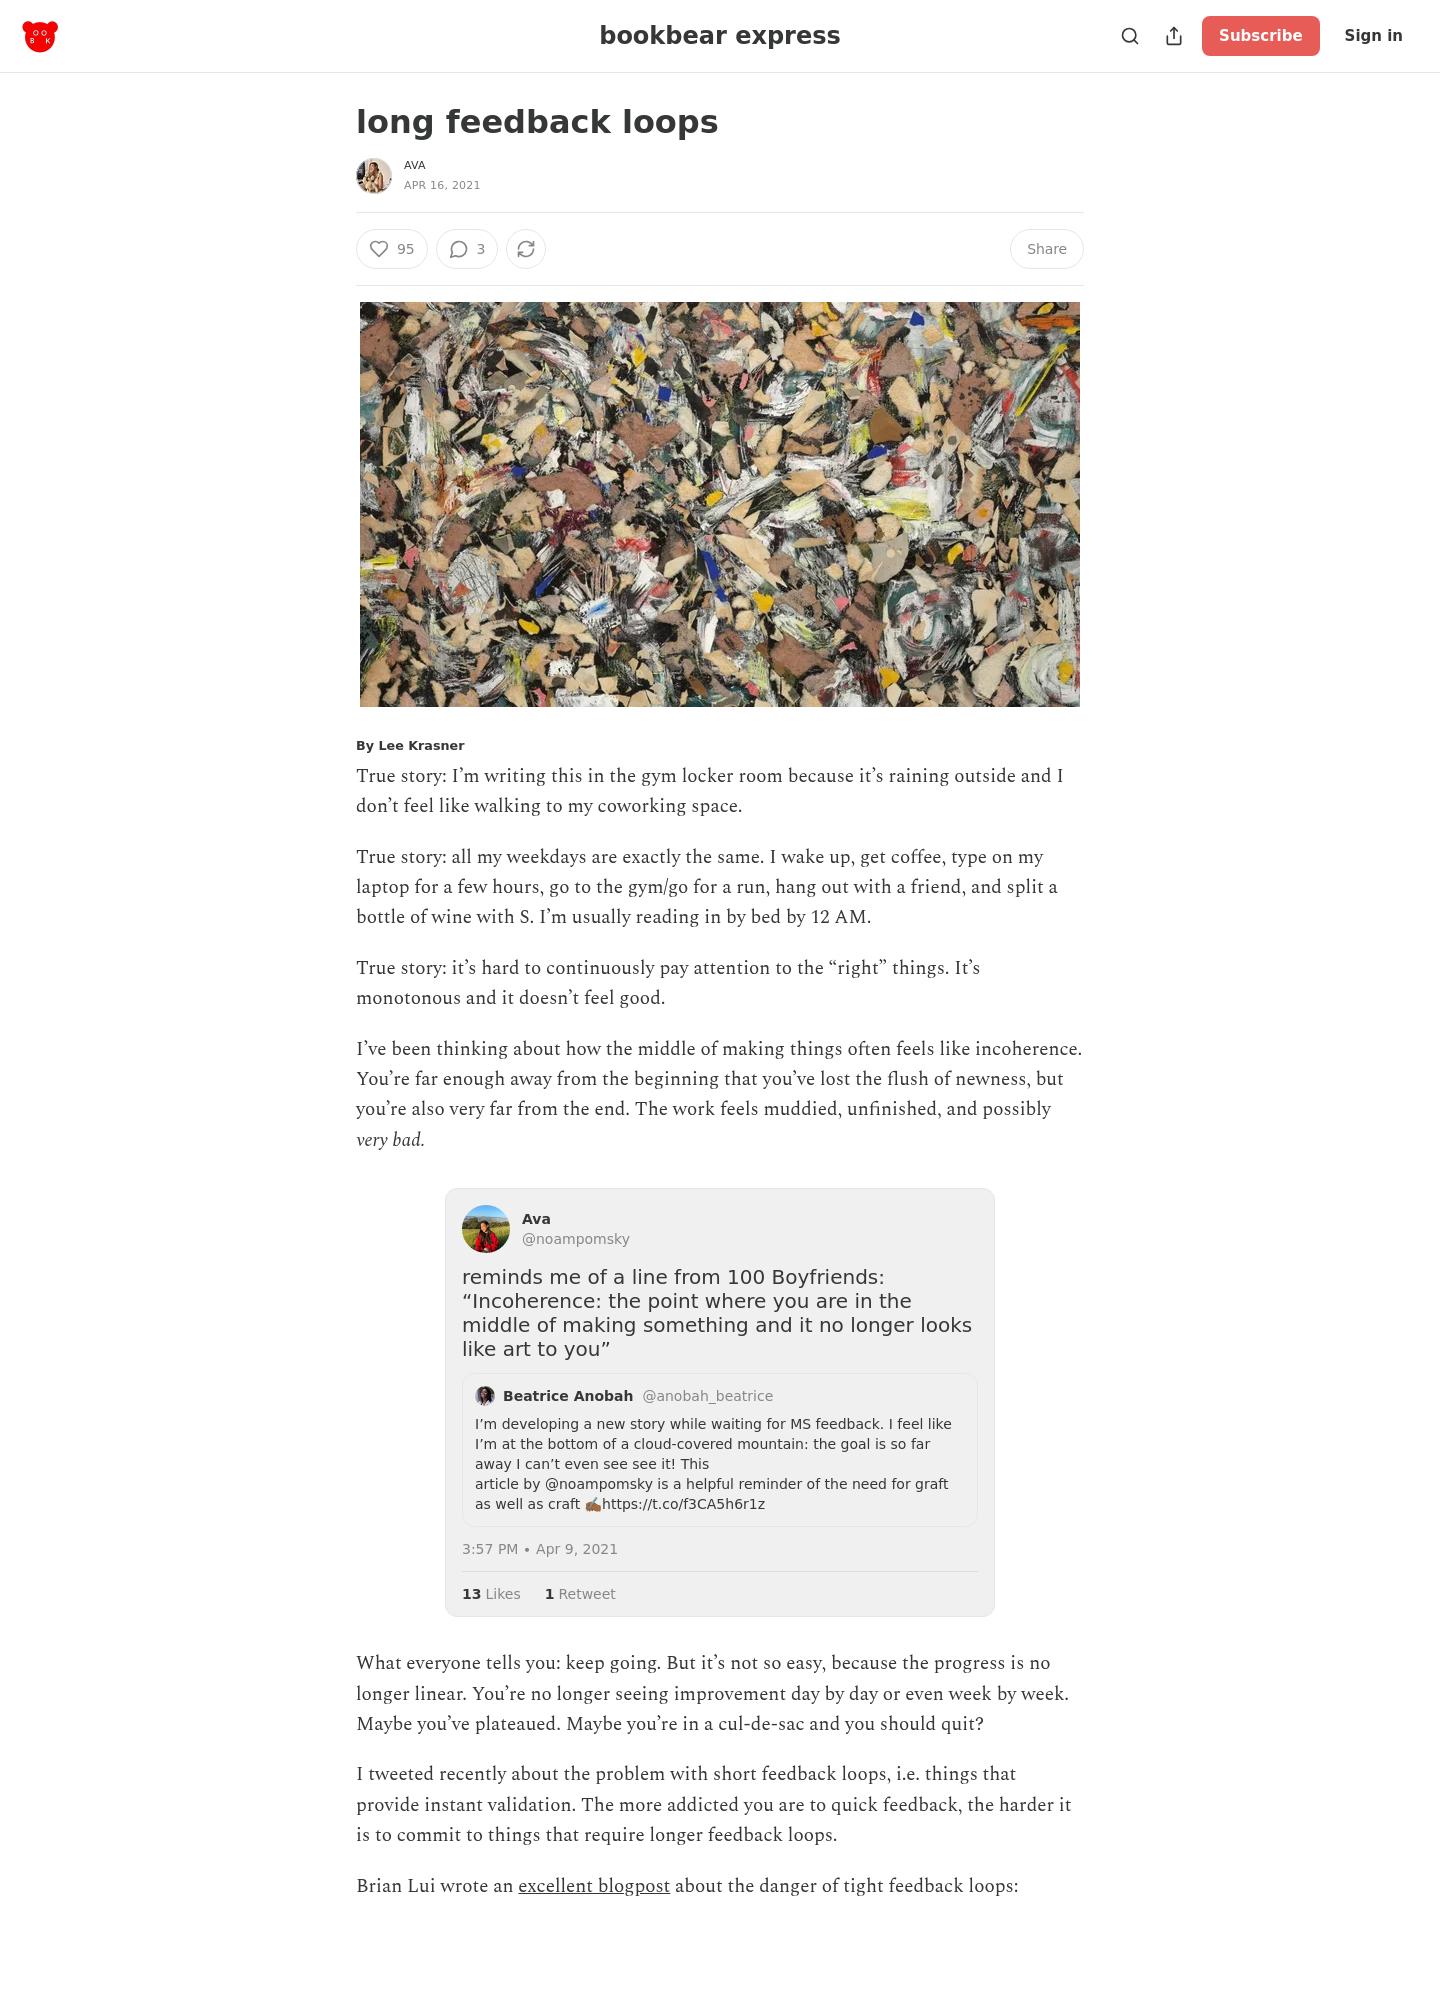 BOOK
bookbear express
Subscribe
Sign in
long feedback loops
AVA
APR 16, 2021
95
3
Share
By Lee Krasner
True story: I’m writing this in the gym locker room because it’s raining outside and I
don’t feel like walking to my coworking space.
True story: all my weekdays are exactly the same. I wake up, get coffee, type on my
laptop for a few hours, go to the gym/go for a run, hang out with a friend, and split a
bottle of wine with S. I’m usually reading in by bed by 12 AM.
True story: it’s hard to continuously pay attention to the “right” things. It’s
monotonous and it doesn’t feel good.
I’ve been thinking about how the middle of making things often feels like incoherence.
You’re far enough away from the beginning that you’ve lost the flush of newness, but
you’re also very far from the end. The work feels muddied, unfinished, and possibly
very bad.
Ava
@noampomsky
reminds me of a line from 100 Boyfriends:
“Incoherence: the point where you are in the
middle of making something and it no longer looks
like art to you”
Beatrice Anobah @anobah_beatrice
I’m developing a new story while waiting for MS feedback. I feel like
I’m at the bottom of a cloud-covered mountain: the goal is so far
away I can’t even see see it! This
article by @noampomsky is a helpful reminder of the need for graft
as well as craft ✍🏾https://t.co/f3CA5h6r1z
3:57 PM • Apr 9, 2021
13 Likes 1 Retweet
What everyone tells you: keep going. But it’s not so easy, because the progress is no
longer linear. You’re no longer seeing improvement day by day or even week by week.
Maybe you’ve plateaued. Maybe you’re in a cul-de-sac and you should quit?
I tweeted recently about the problem with short feedback loops, i.e. things that
provide instant validation. The more addicted you are to quick feedback, the harder it
is to commit to things that require longer feedback loops.
Brian Lui wrote an excellent blogpost about the danger of tight feedback loops: